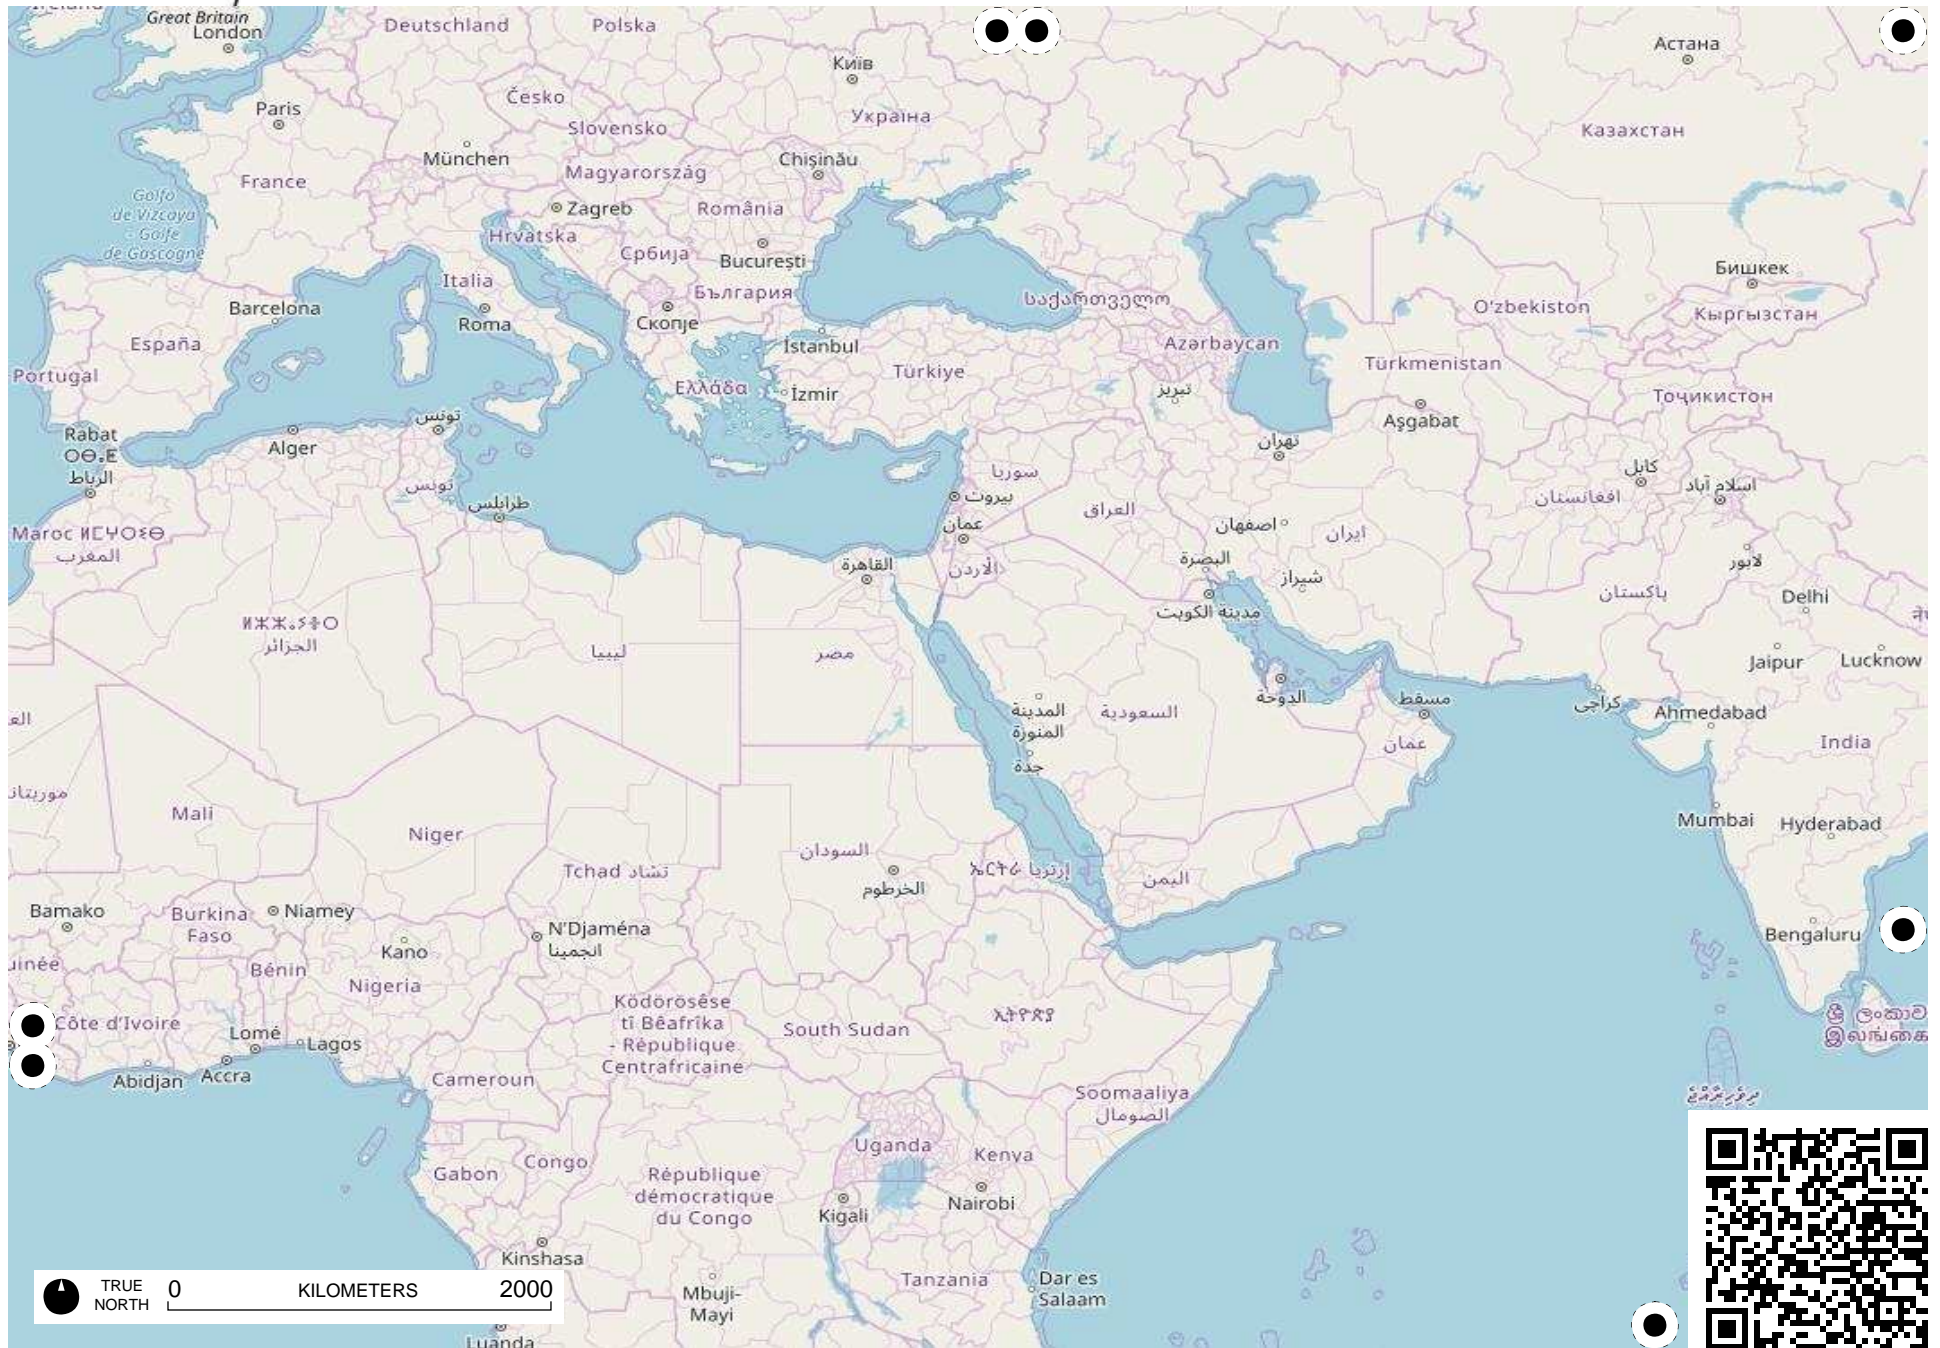 Great Britain
London
Deutschland
Polska
Астана
Київ
Paris
Česko
Україна
Slovensko
Казахстан
München
Chișinău
France
Magyarország
Golfo
de Vizcaya
- Golfe
de Gascogne
Zagreb
România
Hrvatska
Србија
București
Бишкек
Italia
България
საქართველო
O'zbekiston
Barcelona
Roma
Скопје
Кыргызстан
España
İstanbul
Azərbaycan
Türkiye
Türkmenistan
Portugal
Ελλάδα
İzmir
تبریز
Тоҷикистон
تونس
Aşgabat
Rabat
ⵔⴱⴰⵟ
الرباط
Alger
تهران
کابل
سوريا
اسلام آباد
تونس
بيروت
افغانستان
طرابلس
العراق
عمان
اصفهان
ایران
Maroc ⵍⵎⵖⵔⵉⴱ
المغرب
القاهرة
الأردن
البصرة
شیراز
لاہور
پاکستان
Delhi
مدينة الكويت
ⵍⵣⵣⴰⵢⴻⵔ
الجزائر
ليبيا
مصر
Jaipur
Lucknow
الدوحة
مسقط
کراچی
المدينة
المنورة
السعودية
Ahmedabad
عمان
India
جدة
Mali
Niger
Mumbai
Hyderabad
السودان
Tchad تشاد
ኤርትራ إرتريا
الخرطوم
اليمن
Bamako
Burkina
Faso
Niamey
N'Djaména
انجمينا
Kano
Bengaluru
Bénin
Nigeria
Ködörösêse
tî Bêafrîka
- République
Centrafricaine
South Sudan
ኢትዮጵያ
Côte d'Ivoire
Lomé
Lagos
Abidjan
Accra
Cameroun
Soomaaliya
الصومال
ދިވެހިރާއްޖެ
Uganda
Kenya
Gabon
Congo
République
démocratique
du Congo
Nairobi
Kigali
Kinshasa
Tanzania
Dar es
Salaam
Mbuji-
Mayi
TRUE
NORTH
0 KILOMETERS 2000
Luanda